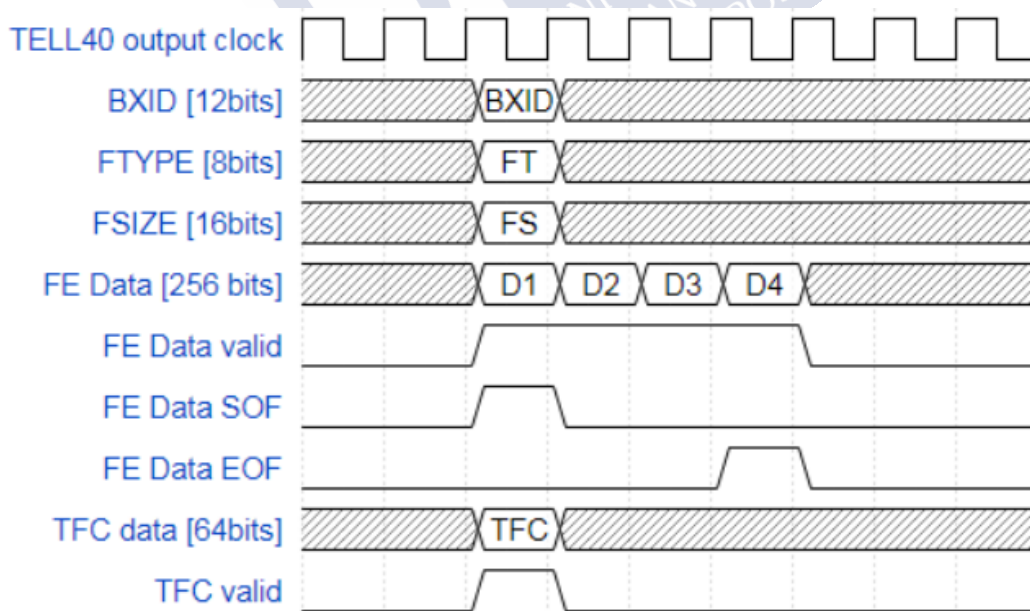 TELL40 output clock
BXID [12bits] BXID
FTYPE [8bits] FT
FSIZE [16bits] FS
FE Data [256 bits] D1 D2 D3 D4
FE Data valid
FE Data SOF
FE Data EOF
TFC data [64bits] TFC
TFC valid